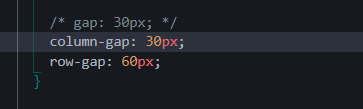 /* gap: 30px; */
column-gap: 30px;
row-gap: 60px;
}